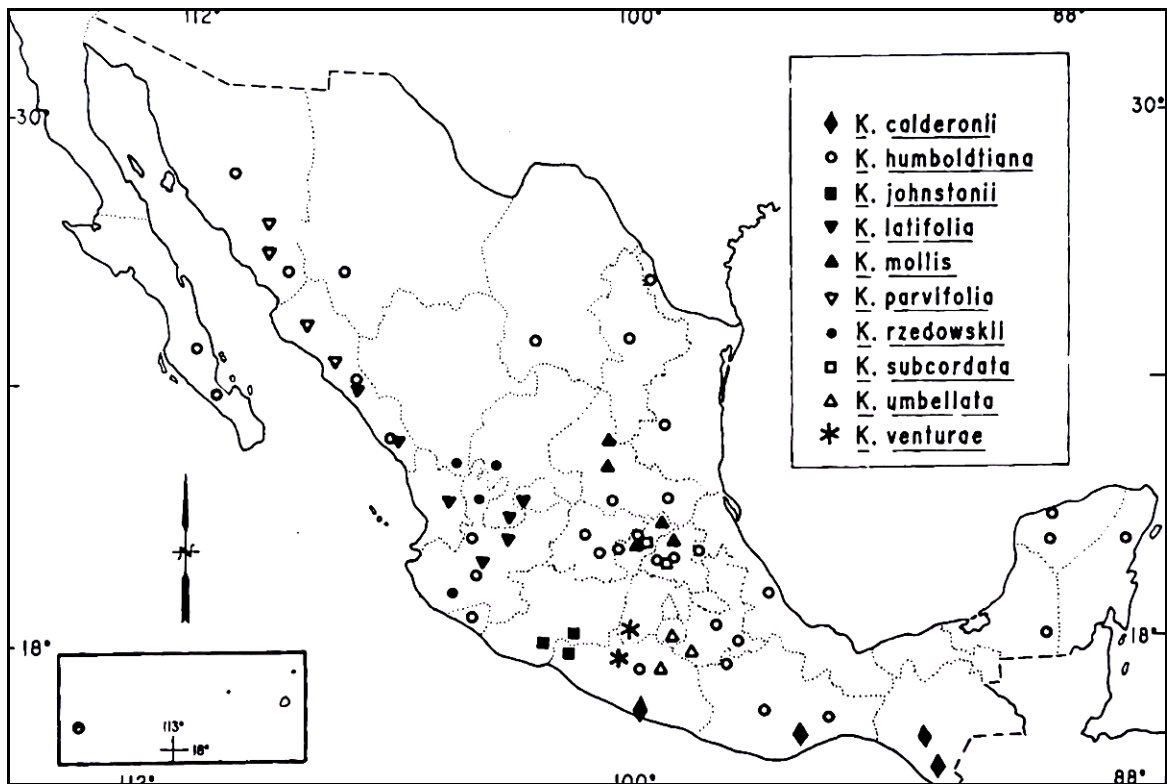 112° 100° 88°
30° 30°
K. calderonii
K. humboldtiana
K. johnstonii
K. latifolia
K. mollis
K. parvifolia
K. rzedowskii
K. subcordata
K. umbellata
K. venturae
N
18° 18°
113°
18°
112° 100° 88°